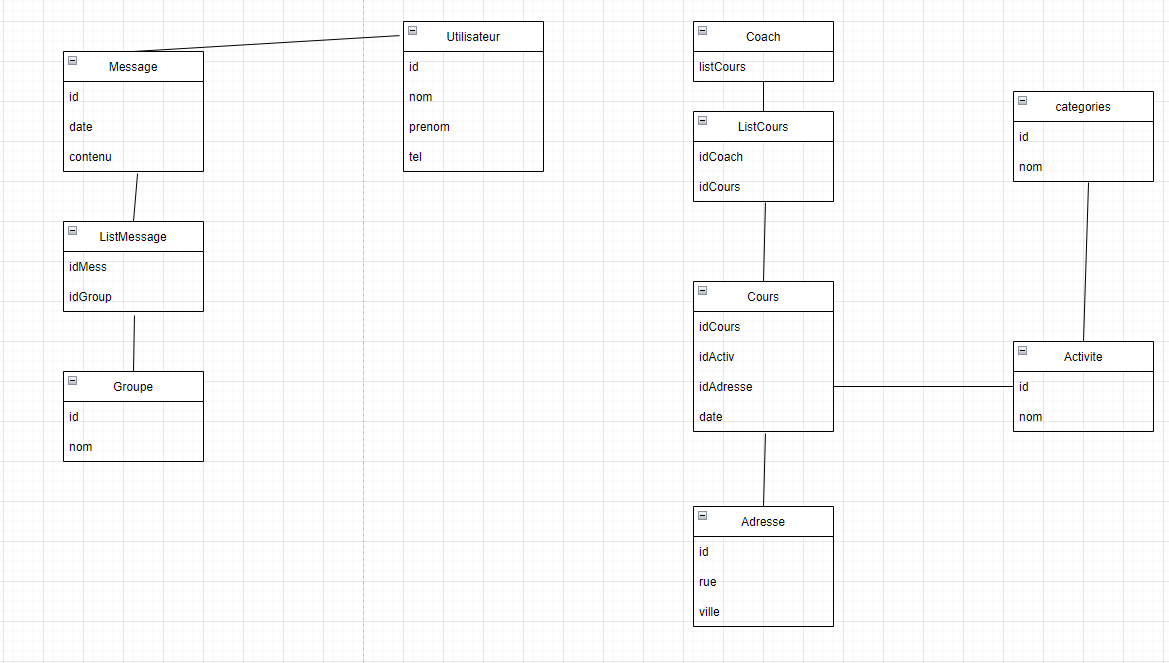 Message
id
date
contenu
ListMessage
idMess
idGroup
Groupe
id
nom
Utilisateur
id
nom
prenom
tel
Coach
listCours
ListCours
idCoach
idCours
Cours
idCours
idActiv
idAdresse
date
Adresse
id
rue
ville
categories
id
nom
Activite
id
nom